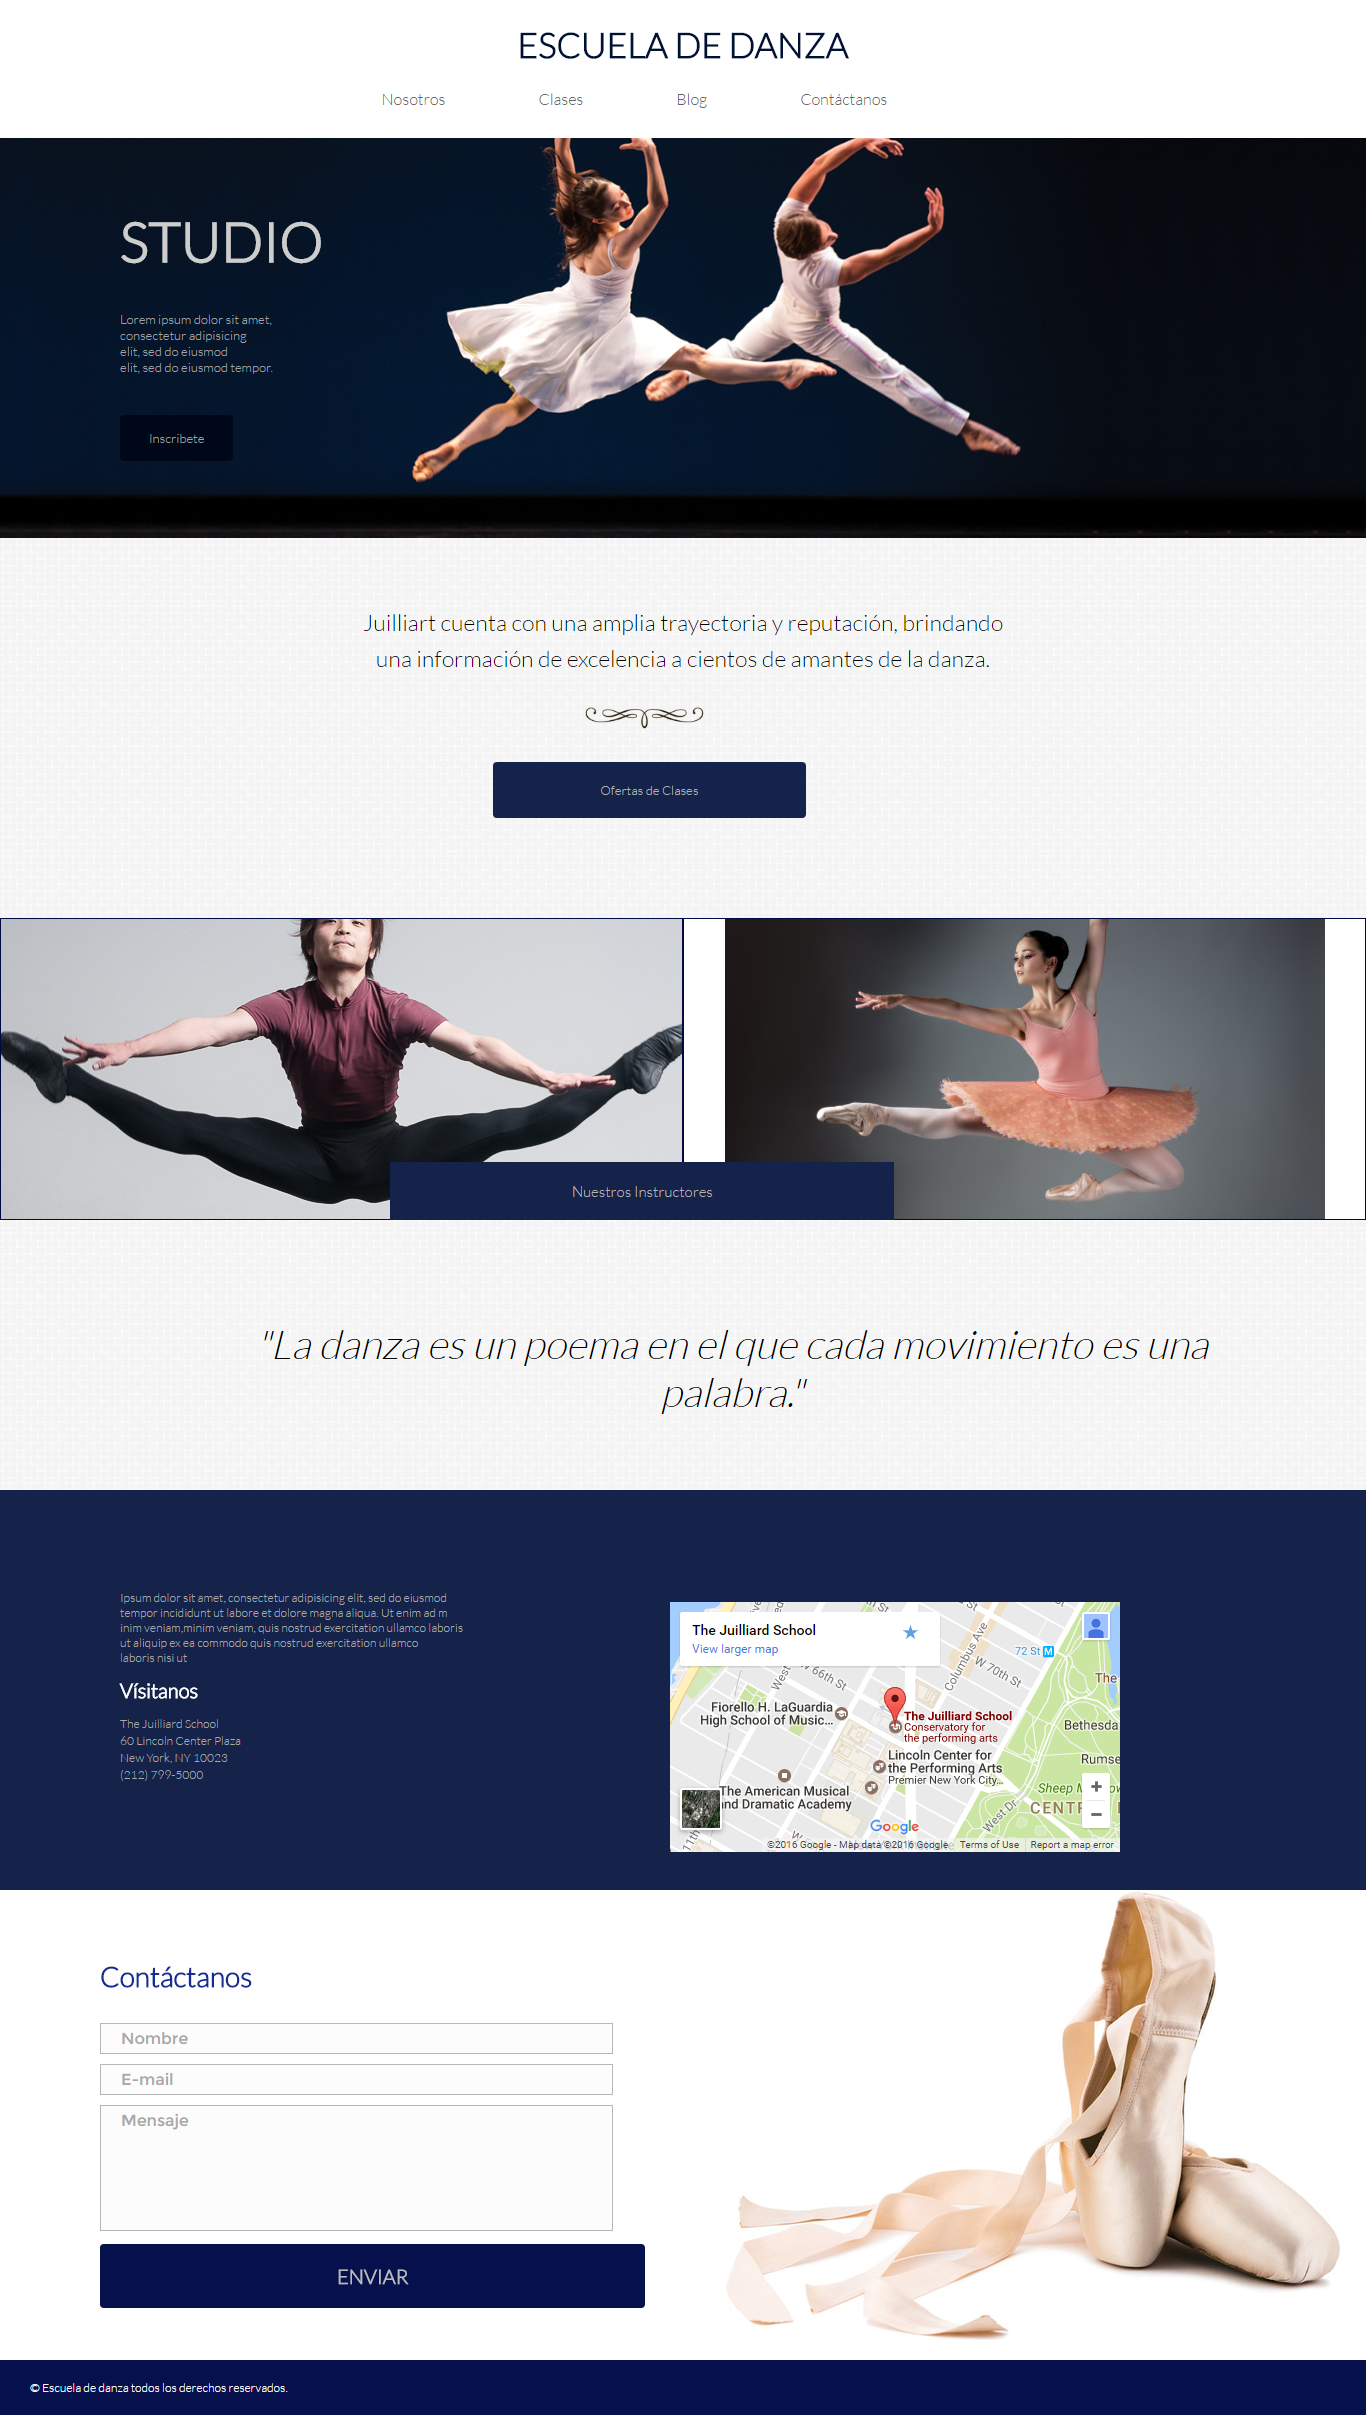 ESCUELA DE DANZA
Nosotros Clases Blog Contáctanos
STUDIO
Lorem ipsum dolor sit amet,
consectetur adipisicing
elit, sed do eiusmod
elit, sed do eiusmod tempor.
Inscribete
Juilliart cuenta con una amplia trayectoria y reputación, brindando
una información de excelencia a cientos de amantes de la danza.
Ofertas de Clases
Nuestros Instructores
"La danza es un poema en el que cada movimiento es una
palabra."
Ipsum dolor sit amet, consectetur adipisicing elit, sed do eiusmod
tempor incididunt ut labore et dolore magna aliqua. Ut enim ad m
inim veniam,minim veniam, quis nostrud exercitation ullamco laboris
ut aliquip ex ea commodo quis nostrud exercitation ullamco
laboris nisi ut
Vísitanos
The Juilliard School
60 Lincoln Center Plaza
New York, NY 10023
(212) 799-5000
The Juilliard School
View larger map
Columbus Ave
72 St M
W 70th St
W 66th St
West
The
Fiorello H. LaGuardia
High School of Music...
The Juilliard School
Conservatory for
the performing arts
Bethesda
Lincoln Center for
the Performing Arts
Premier New York City...
Rumse
The American Musical
and Dramatic Academy
Sheep M
West Dr
CENT
11th
Google
©2016 Google - Map data ©2016 Google Terms of Use Report a map error
Contáctanos
Nombre
E-mail
Mensaje
ENVIAR
© Escuela de danza todos los derechos reservados.